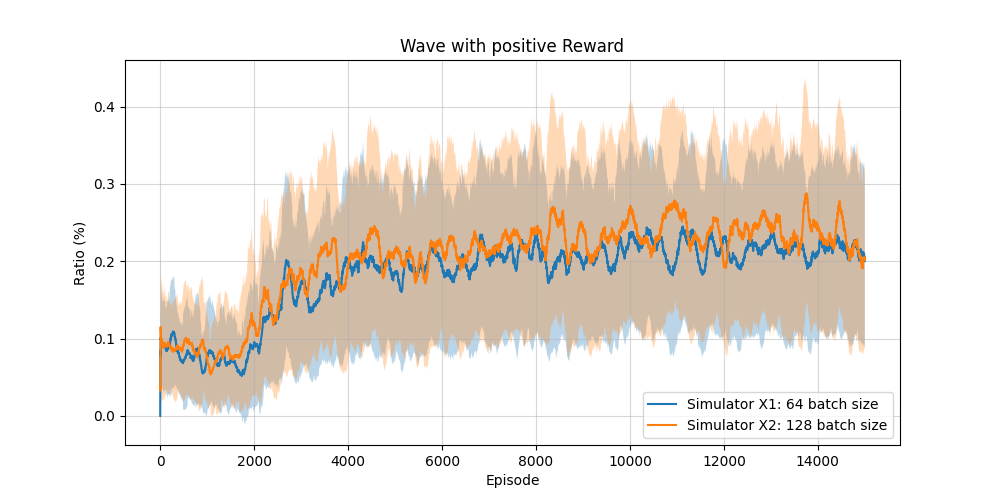 Wave with positive Reward
Ratio (%)
0.4
0.3
0.2
0.1
0.0
0 2000 4000 6000 8000 10000 12000 14000
Episode
Simulator X1: 64 batch size
Simulator X2: 128 batch size